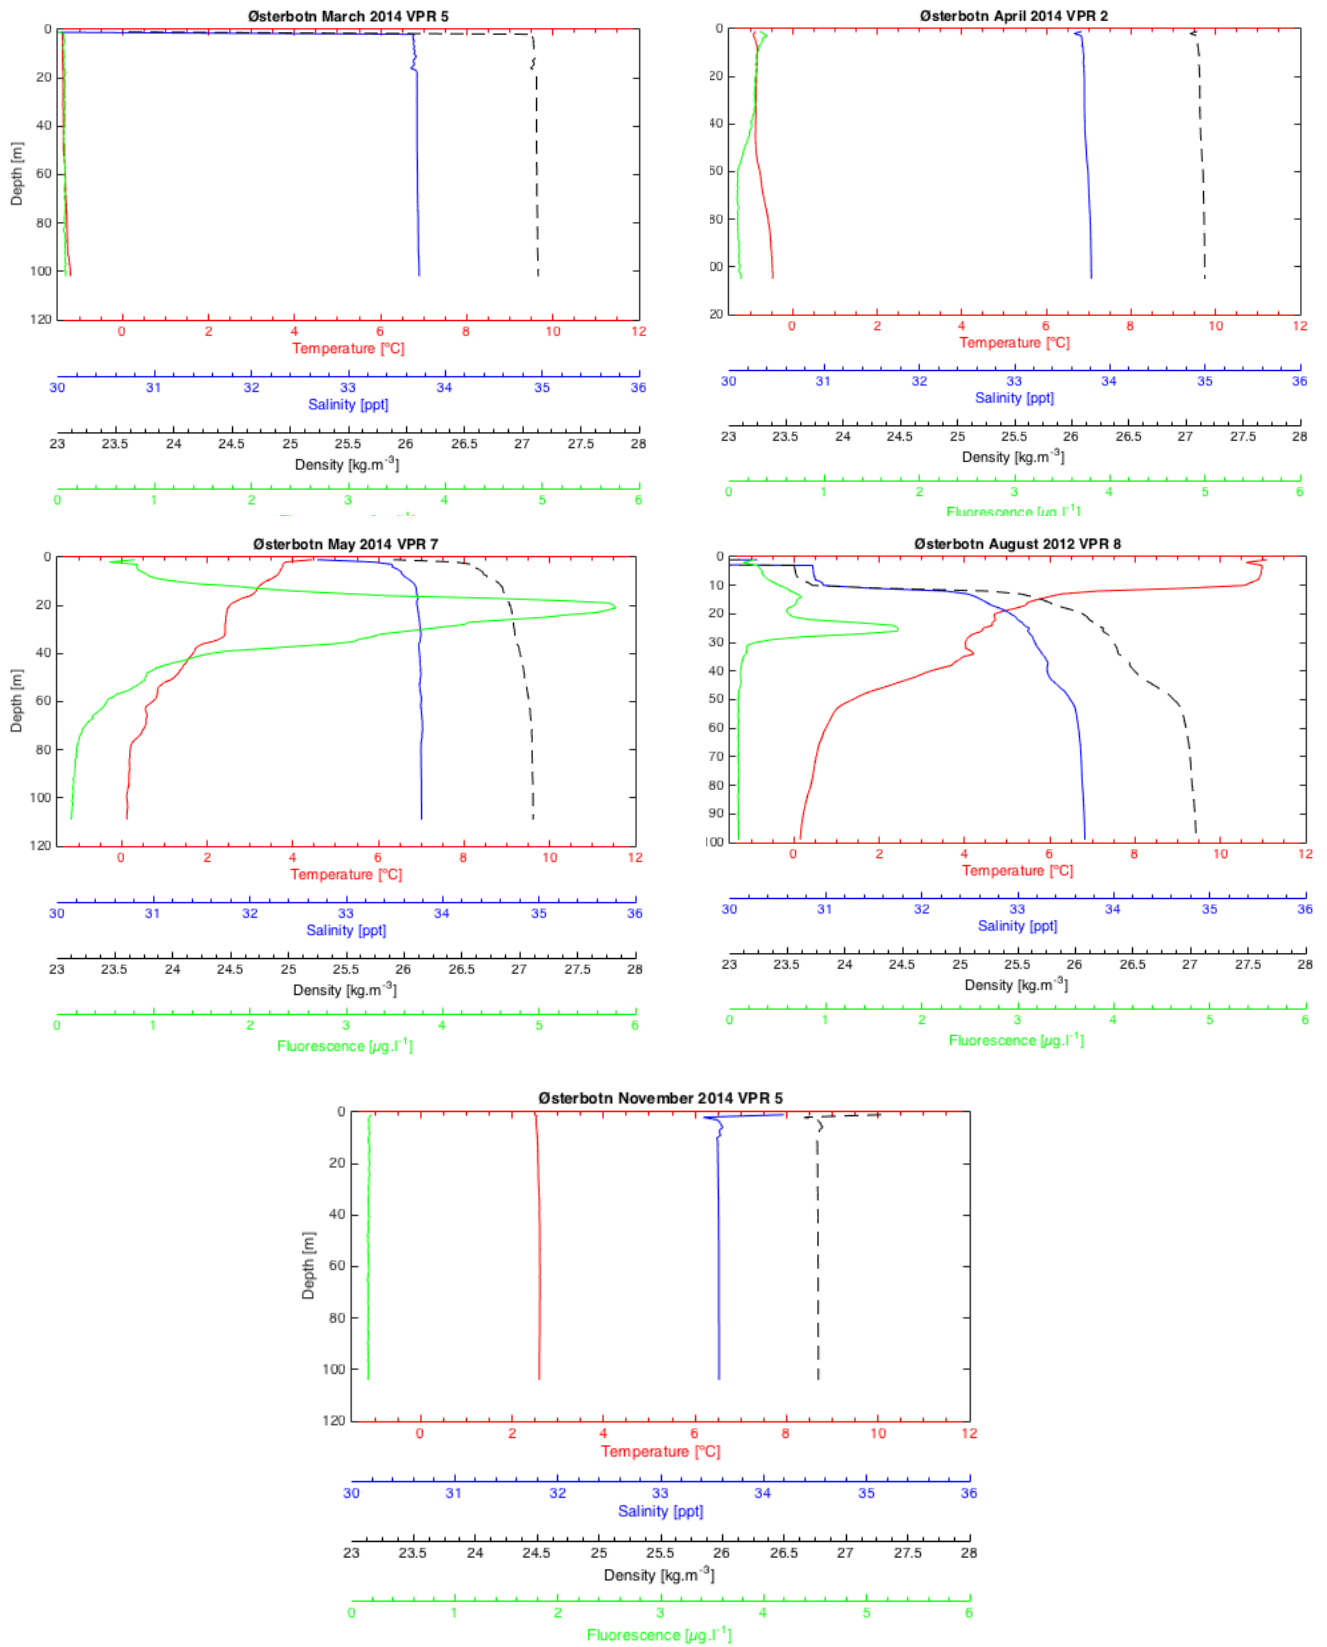 Østerbotn March 2014 VPR 5
0
20
40
60
80
100
120
Depth [m]
0 2 4 6 8 10 12
Temperature [°C]
30 31 32 33 34 35 36
Salinity [ppt]
23 23.5 24 24.5 25 25.5 26 26.5 27 27.5 28
Density [kg.m-3]
0 1 2 3 4 5 6
Østerbotn April 2014 VPR 2
0
20
40
60
80
00
20
0 2 4 6 8 10 12
Temperature [°C]
30 31 32 33 34 35 36
Salinity [ppt]
23 23.5 24 24.5 25 25.5 26 26.5 27 27.5 28
Density [kg.m-3]
0 1 2 3 4 5 6
Fluorescence [µg.l-1]
Østerbotn May 2014 VPR 7
0
20
40
60
80
100
120
Depth [m]
0 2 4 6 8 10 12
Temperature [°C]
30 31 32 33 34 35 36
Salinity [ppt]
23 23.5 24 24.5 25 25.5 26 26.5 27 27.5 28
Density [kg.m-3]
0 1 2 3 4 5 6
Fluorescence [µg.l-1]
Østerbotn August 2012 VPR 8
0
10
20
30
40
50
60
70
80
90
100
0 2 4 6 8 10 12
Temperature [°C]
30 31 32 33 34 35 36
Salinity [ppt]
23 23.5 24 24.5 25 25.5 26 26.5 27 27.5 28
Density [kg.m-3]
0 1 2 3 4 5 6
Fluorescence [µg.l-1]
Østerbotn November 2014 VPR 5
0
20
40
60
80
100
120
Depth [m]
0 2 4 6 8 10 12
Temperature [°C]
30 31 32 33 34 35 36
Salinity [ppt]
23 23.5 24 24.5 25 25.5 26 26.5 27 27.5 28
Density [kg.m-3]
0 1 2 3 4 5 6
Fluorescence [µg.l-1]